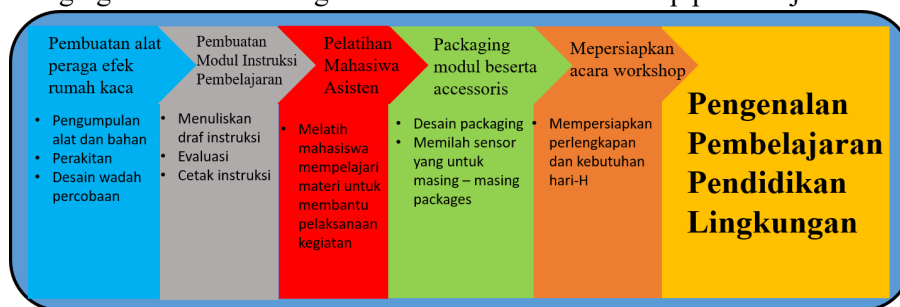 Pembuatan alat
peraga efek
rumah kaca
• Pengumpulan
alat dan bahan
• Perakitan
• Desain wadah
percobaan
Pembuatan
Modul Instruksi
Pembelajaran
• Menuliskan
draf instruksi
• Evaluasi
• Cetak instruksi
Pelatihan
Mahasiwa
Asisten
• Melatih
mahasiswa
mempelajari
materi untuk
membantu
pelaksanaan
kegiatan
Packaging
modul beserta
accessoris
• Desain packaging
• Memilah sensor
yang untuk
masing – masing
packages
Mepersiapkan
acara workshop
• Mempersiapkan
perlengkapan
dan kebutuhan
hari-H
Pengenalan
Pembelajaran
Pendidikan
Lingkungan